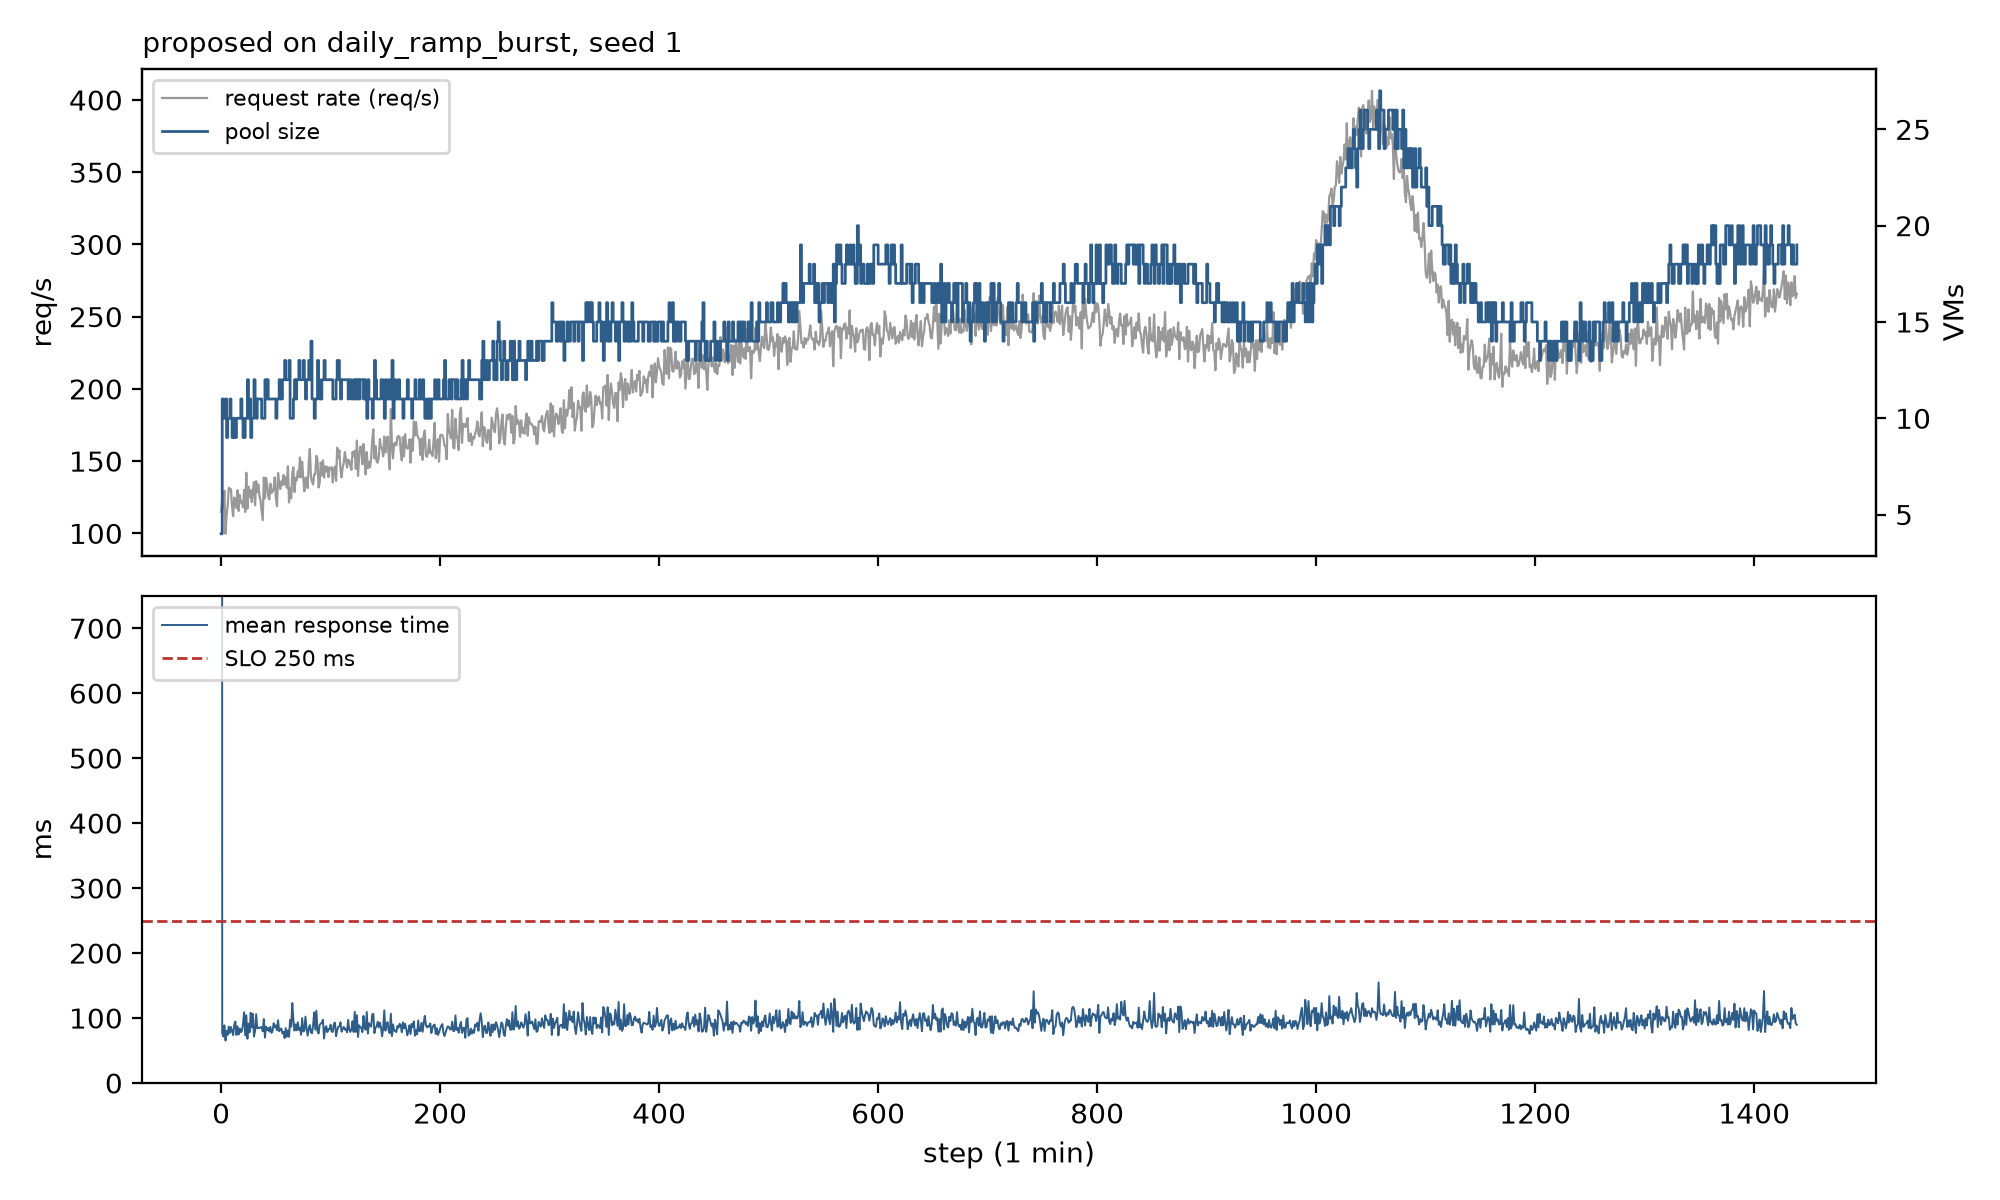 proposed on daily_ramp_burst, seed 1
request rate (req/s)
pool size
400
350
300
250
200
150
100
req/s
25
20
15
10
5
VMs
mean response time
SLO 250 ms
700
600
500
400
300
200
100
0
ms
0 200 400 600 800 1000 1200 1400
step (1 min)